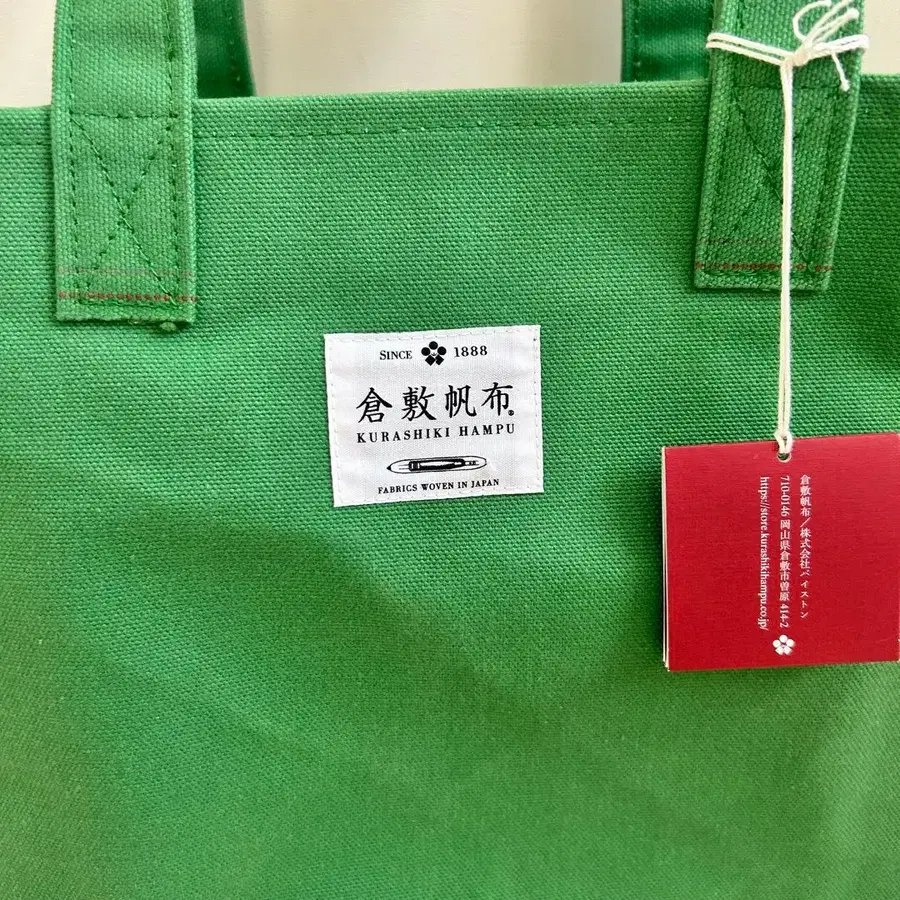 SINCE 1888
倉敷帆布®
KURASHIKI HAMPU
FABRICS WOVEN IN JAPAN
倉敷帆布／株式会社バイストン
710-0146 岡山県倉敷市曽原 414-2
https://store.kurashikihampu.co.jp/